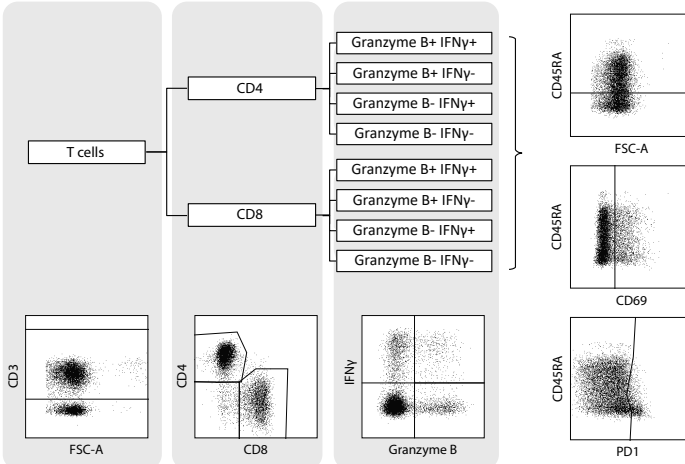 Granzyme B+ IFNγ+
Granzyme B+ IFNγ-
CD4
Granzyme B- IFNγ+
Granzyme B- IFNγ-
T cells
Granzyme B+ IFNγ+
Granzyme B+ IFNγ-
CD8
Granzyme B- IFNγ+
Granzyme B- IFNγ-
CD45RA
FSC-A
CD45RA
CD69
CD3
FSC-A
CD4
CD8
IFNγ
Granzyme B
CD45RA
PD1